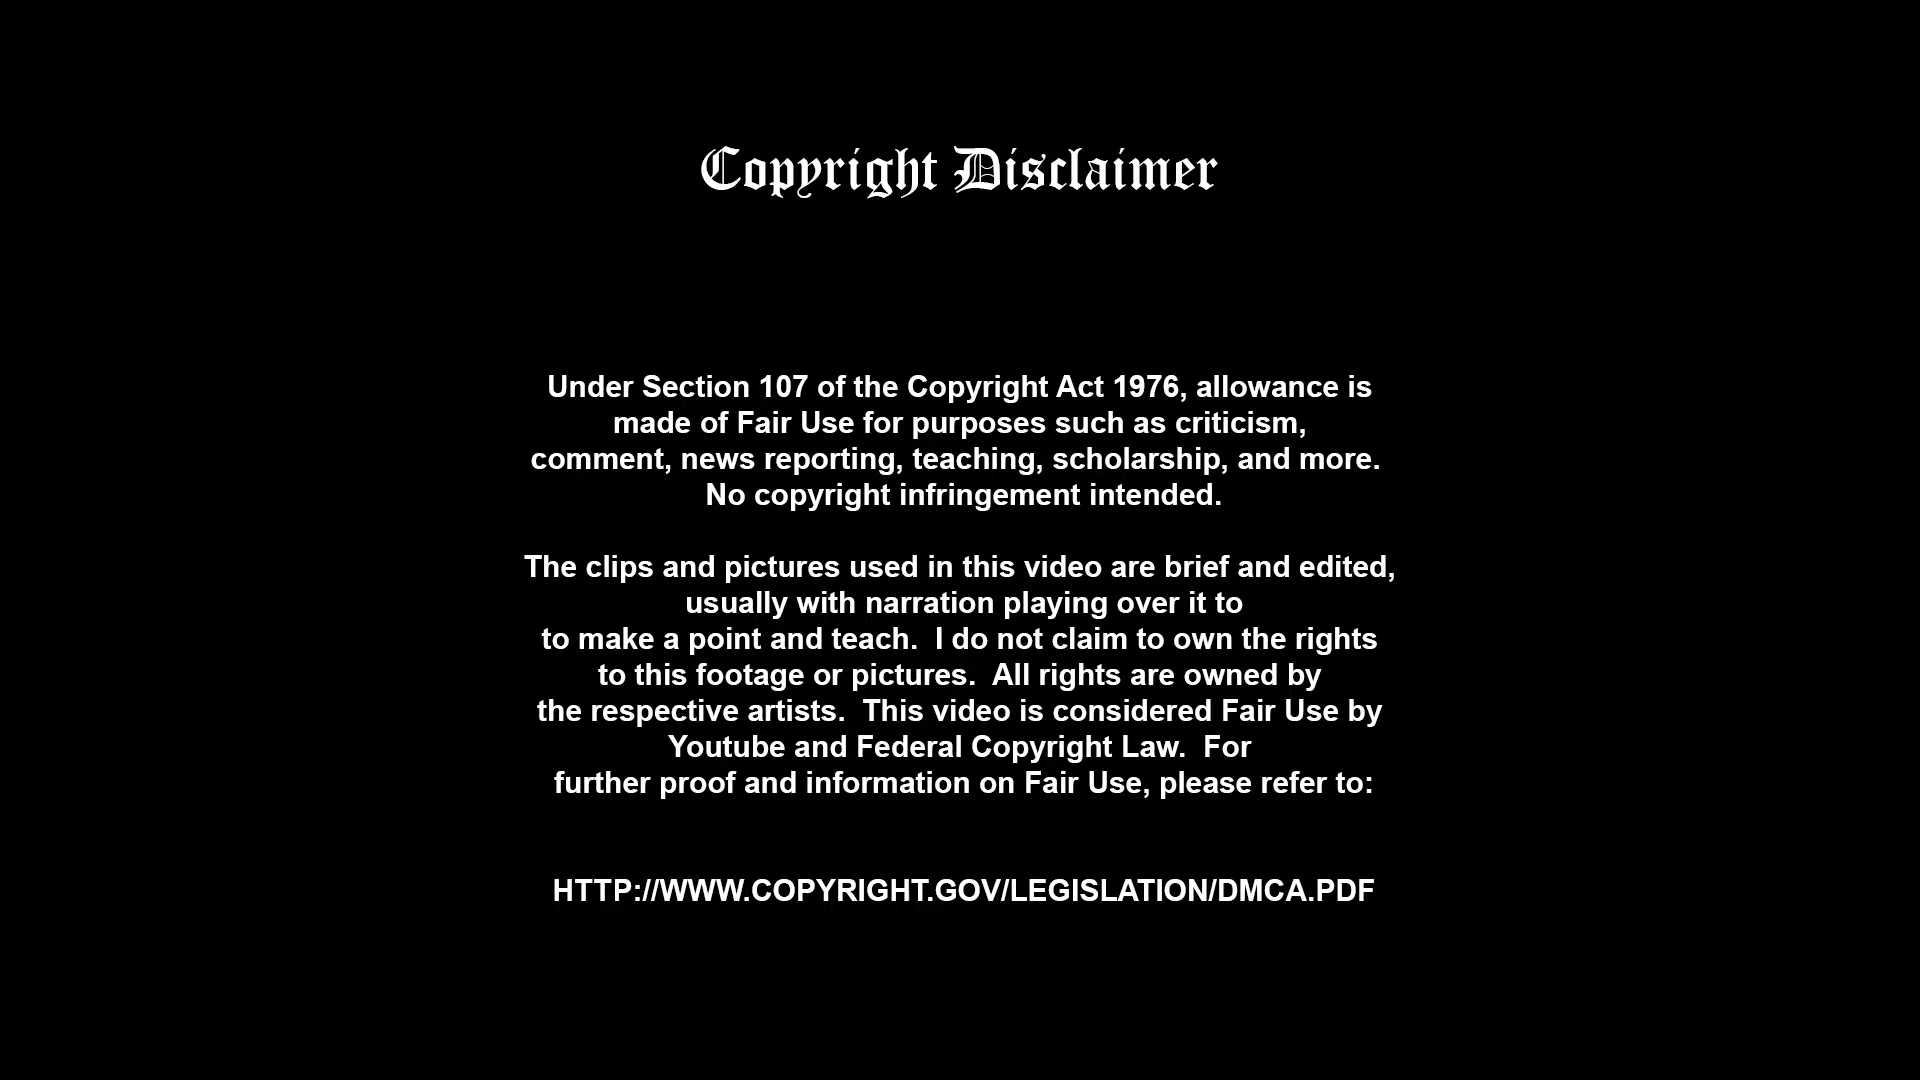 Copyright Disclaimer
Under Section 107 of the Copyright Act 1976, allowance is
made of Fair Use for purposes such as criticism,
comment, news reporting, teaching, scholarship, and more.
No copyright infringement intended.
The clips and pictures used in this video are brief and edited,
usually with narration playing over it to
to make a point and teach.  I do not claim to own the rights
to this footage or pictures.  All rights are owned by
the respective artists.  This video is considered Fair Use by
Youtube and Federal Copyright Law.  For
further proof and information on Fair Use, please refer to:
HTTP://WWW.COPYRIGHT.GOV/LEGISLATION/DMCA.PDF